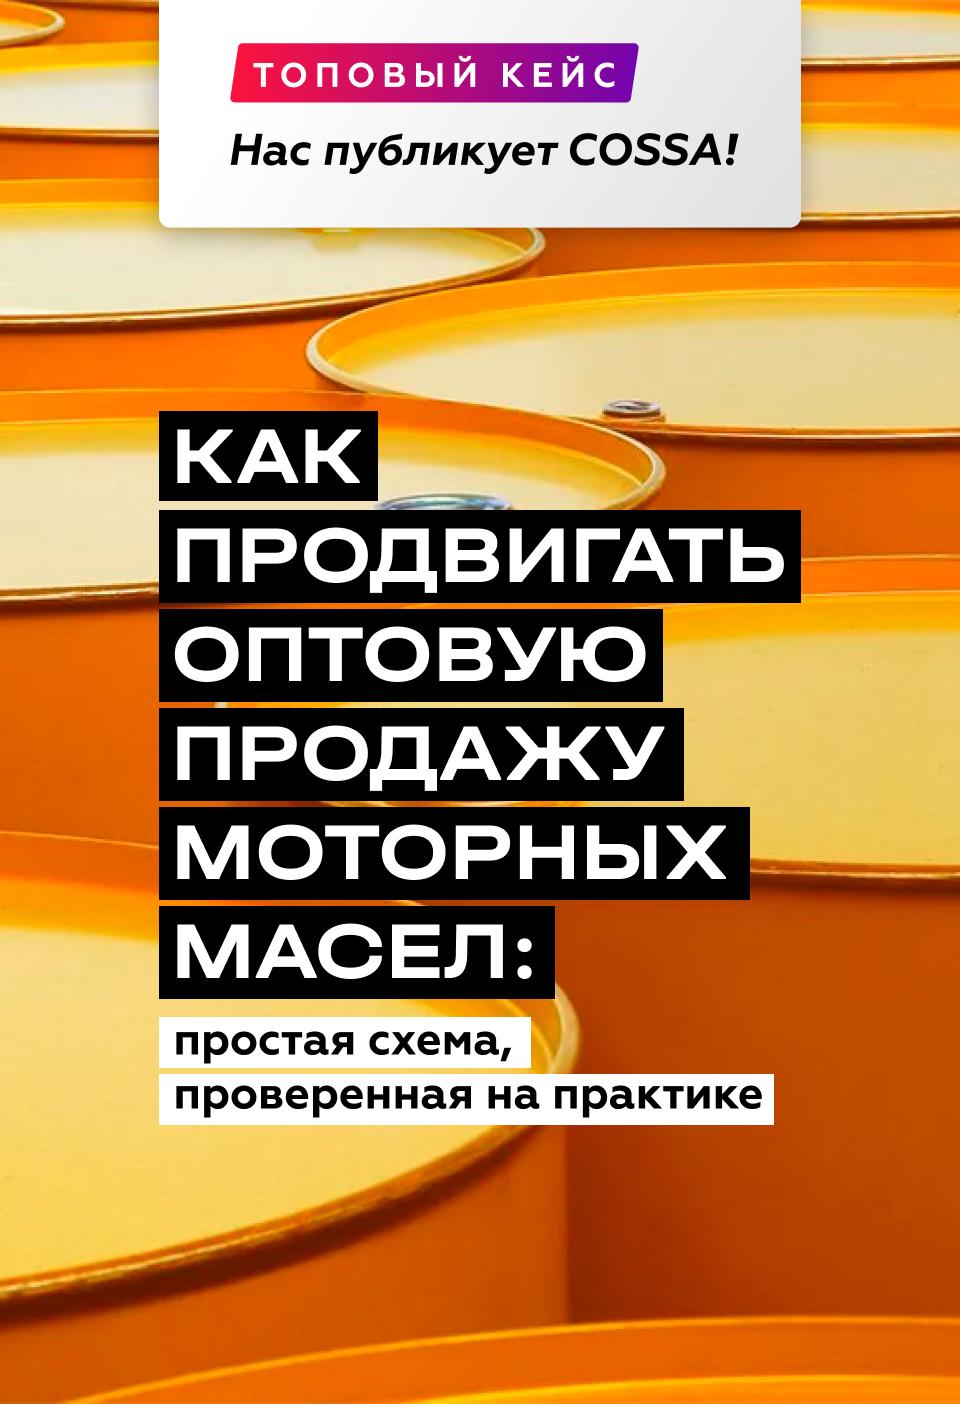 ТОПОВЫЙ КЕЙС
Нас публикует COSSA!
КАК
ПРОДВИГАТЬ
ОПТОВУЮ
ПРОДАЖУ
МОТОРНЫХ
МАСЕЛ:
простая схема,
проверенная на практике